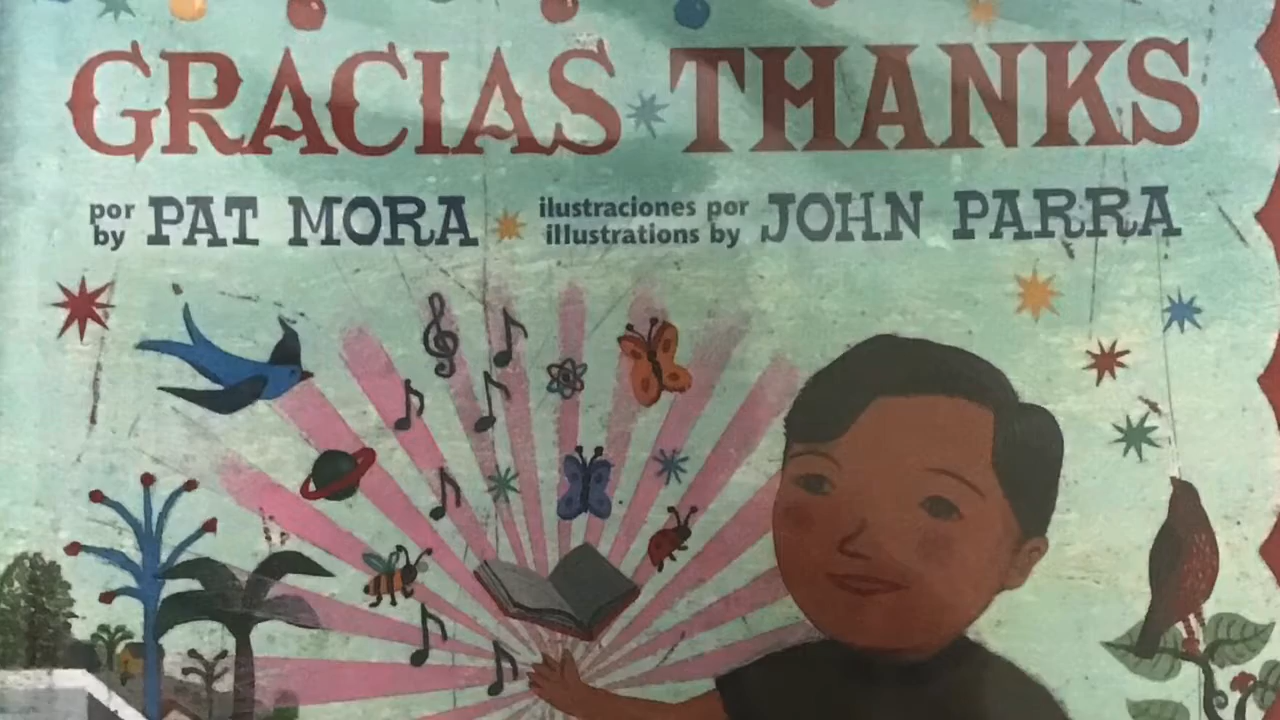 GRACIAS THANKS
por PAT MORA ilustraciones por JOHN PARRA
by illustrations by